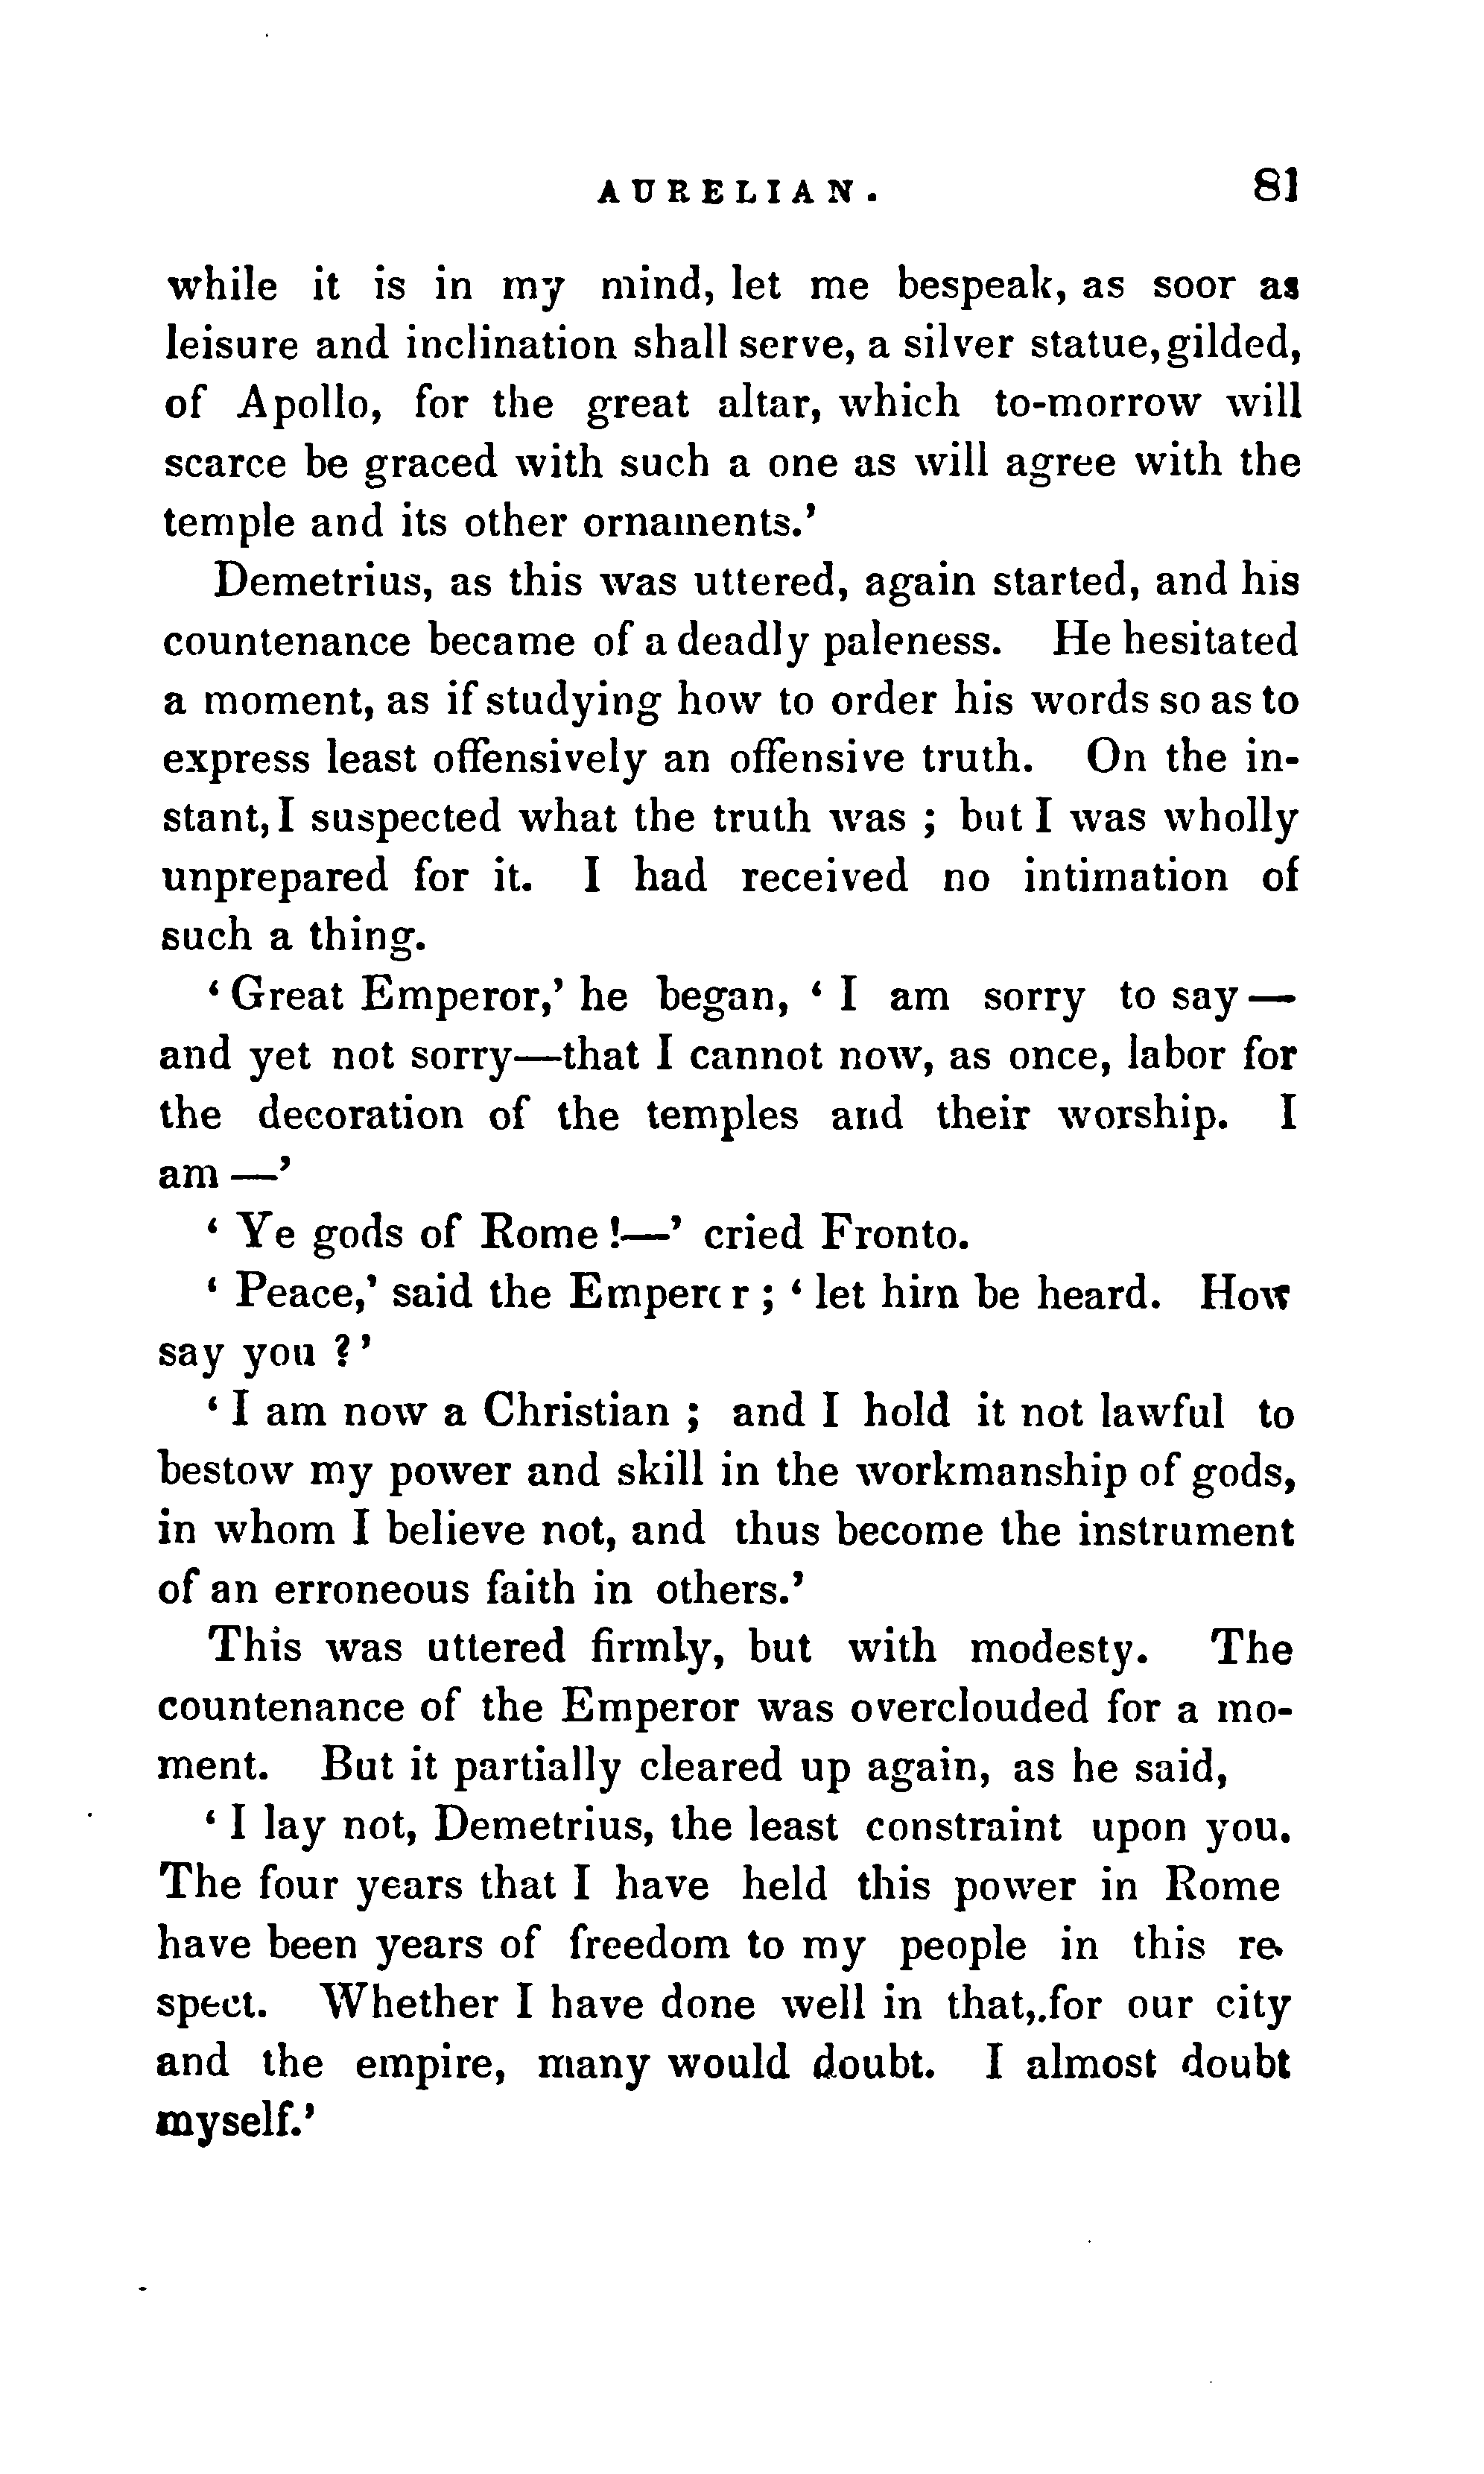 AURELIAN. 81
while it is in my mind, let me bespeak, as soor as
leisure and inclination shall serve, a silver statue, gilded,
of Apollo, for the great altar, which to-morrow will
scarce be graced with such a one as will agree with the
temple and its other ornaments.'
Demetrius, as this was uttered, again started, and his
countenance became of a deadly paleness. He hesitated
a moment, as if studying how to order his words so as to
express least offensively an offensive truth. On the in-
stant, I suspected what the truth was ; but I was wholly
unprepared for it. I had received no intimation of
such a thing.
' Great Emperor,' he began, ' I am sorry to say —
and yet not sorry—that I cannot now, as once, labor for
the decoration of the temples and their worship. I
am —'
' Ye gods of Rome !—' cried Fronto.
' Peace,' said the Emperor ; ' let him be heard. How
say you ?'
' I am now a Christian ; and I hold it not lawful to
bestow my power and skill in the workmanship of gods,
in whom I believe not, and thus become the instrument
of an erroneous faith in others.'
This was uttered firmly, but with modesty. The
countenance of the Emperor was overclouded for a mo-
ment. But it partially cleared up again, as he said,
' I lay not, Demetrius, the least constraint upon you.
The four years that I have held this power in Rome
have been years of freedom to my people in this re-
spect. Whether I have done well in that, for our city
and the empire, many would doubt. I almost doubt
myself.'